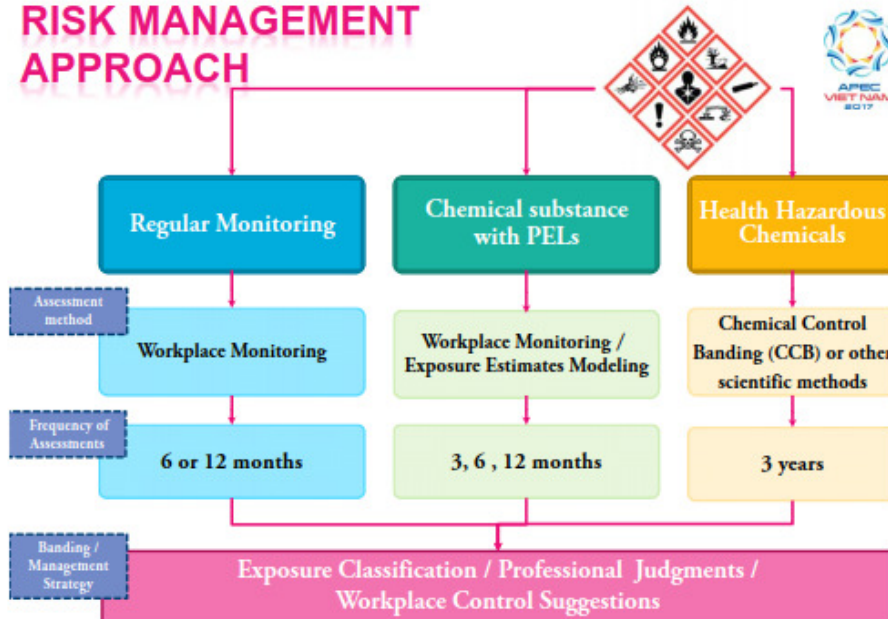 RISK MANAGEMENT
APPROACH
APEC
VIET NAM
2017
Regular Monitoring
Chemical substance
with PELs
Health Hazardous
Chemicals
Assessment
method
Workplace Monitoring
Workplace Monitoring /
Exposure Estimates Modeling
Chemical Control
Banding (CCB) or other
scientific methods
Frequency of
Assessments
6 or 12 months
3, 6 , 12 months
3 years
Banding /
Management
Strategy
Exposure Classification / Professional Judgments /
Workplace Control Suggestions